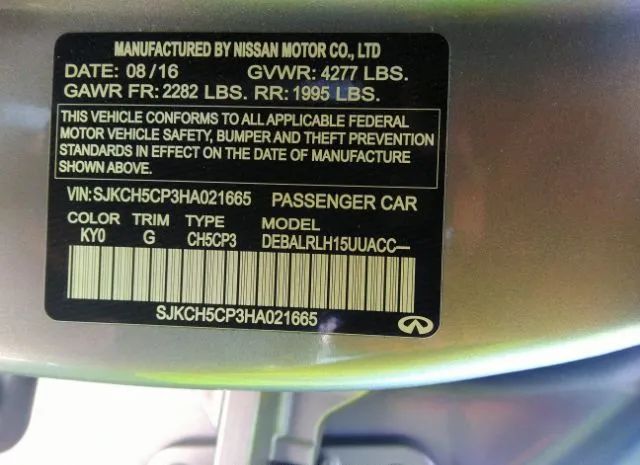 MANUFACTURED BY NISSAN MOTOR CO., LTD
DATE: 08/16 GVWR: 4277 LBS.
GAWR FR: 2282 LBS. RR: 1995 LBS.
THIS VEHICLE CONFORMS TO ALL APPLICABLE FEDERAL
MOTOR VEHICLE SAFETY, BUMPER AND THEFT PREVENTION
STANDARDS IN EFFECT ON THE DATE OF MANUFACTURE
SHOWN ABOVE.
VIN:SJKCH5CP3HA021665 PASSENGER CAR
COLOR TRIM TYPE MODEL
KY0 G CH5CP3 DEBALRLH15UUACC—
SJKCH5CP3HA021665